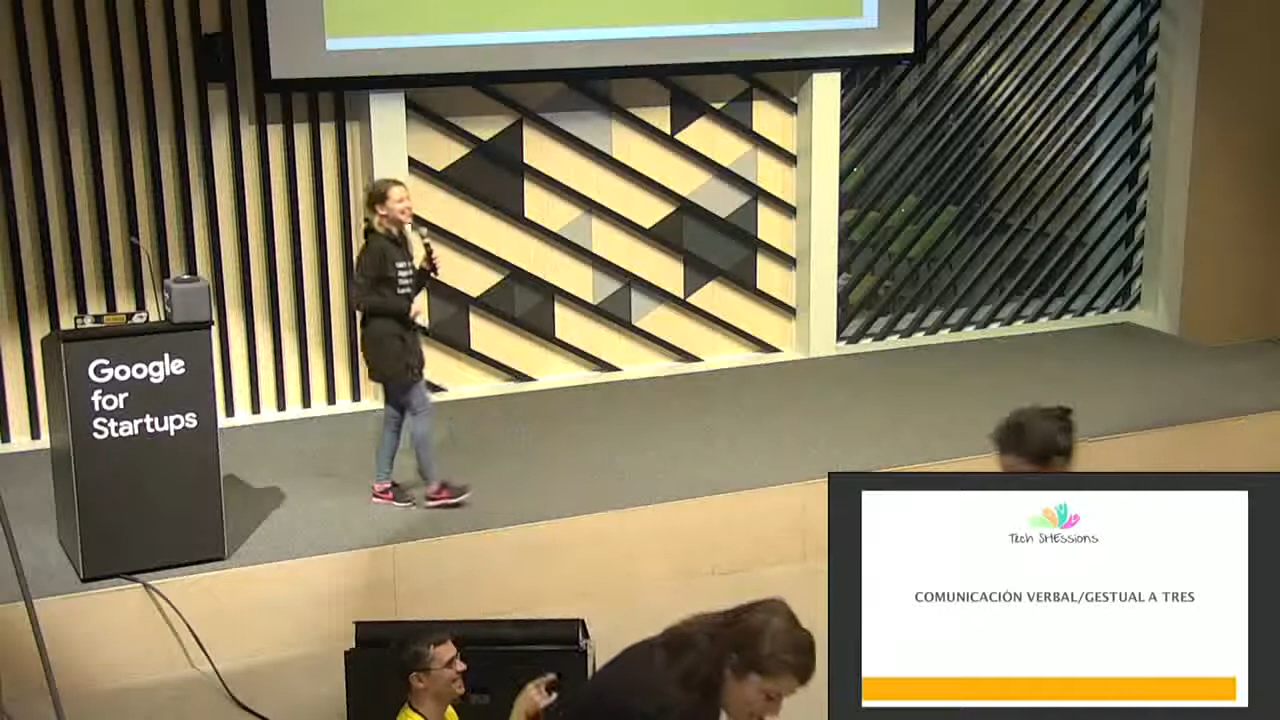 Google
for
Startups
Tech SHEssions
COMUNICACIÓN VERBAL/GESTUAL A TRES